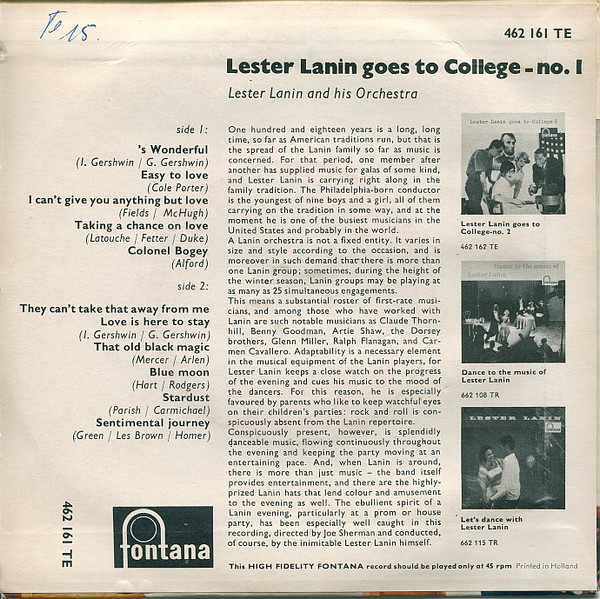 Te 15.
462 161 TE
Lester Lanin goes to College - no. 1
Lester Lanin and his Orchestra
side 1:
's Wonderful
(I. Gershwin / G. Gershwin)
Easy to love
(Cole Porter)
I can't give you anything but love
(Fields / McHugh)
Taking a chance on love
(Latouche / Fetter / Duke)
Colonel Bogey
(Alford)
side 2:
They can't take that away from me
Love is here to stay
(I. Gershwin / G. Gershwin)
That old black magic
(Mercer / Arlen)
Blue moon
(Hart / Rodgers)
Stardust
(Parish / Carmichael)
Sentimental journey
(Green / Les Brown / Homer)
One hundred and eighteen years is a long, long
time, so far as American traditions run, but that is
the spread of the Lanin family so far as music is
concerned. For that period, one member after
another has supplied music for galas of some kind,
and Lester Lanin is carrying right along in the
family tradition. The Philadelphia-born conductor
is the youngest of nine boys and a girl, all of them
carrying on the tradition in some way, and at the
moment he is one of the busiest musicians in the
United States and probably in the world.
A Lanin orchestra is not a fixed entity. It varies in
size and style according to the occasion, and is
moreover in such demand that there is more than
one Lanin group; sometimes, during the height of
the winter season, Lanin groups may be playing at
as many as 25 simultaneous engagements.
This means a substantial roster of first-rate musi-
cians, and among those who have worked with
Lanin are such notable musicians as Claude Thorn-
hill, Benny Goodman, Artie Shaw, the Dorsey
brothers, Glenn Miller, Ralph Flanagan, and Car-
men Cavallero. Adaptability is a necessary element
in the musical equipment of the Lanin players, for
Lester Lanin keeps a close watch on the progress
of the evening and cues his music to the mood of
the dancers. For this reason, he is especially
favoured by parents who like to keep watchful eyes
on their children's parties: rock and roll is con-
spicuously absent from the Lanin repertoire.
Conspicuously present, however, is splendidly
danceable music, flowing continuously throughout
the evening and keeping the party moving at an
entertaining pace. And, when Lanin is around,
there is more than just music - the band itself
provides entertainment, and there are the highly-
prized Lanin hats that lend colour and amusement
to the evening as well. The ebullient spirit of a
Lanin evening, particularly at a prom or house
party, has been especially well caught in this
recording, directed by Joe Sherman and conducted,
of course, by the inimitable Lester Lanin himself.
Lester Lanin goes to College 2
Lester Lanin goes to
College-no. 2
462 162 TE
Dance to the music of
Lester Lanin
Dance to the music of
Lester Lanin
662 108 TR
LESTER LANIN
Let's dance with
Lester Lanin
662 115 TR
462 161 TE
fontana
This HIGH FIDELITY FONTANA record should be played only at 45 rpm Printed in Holland